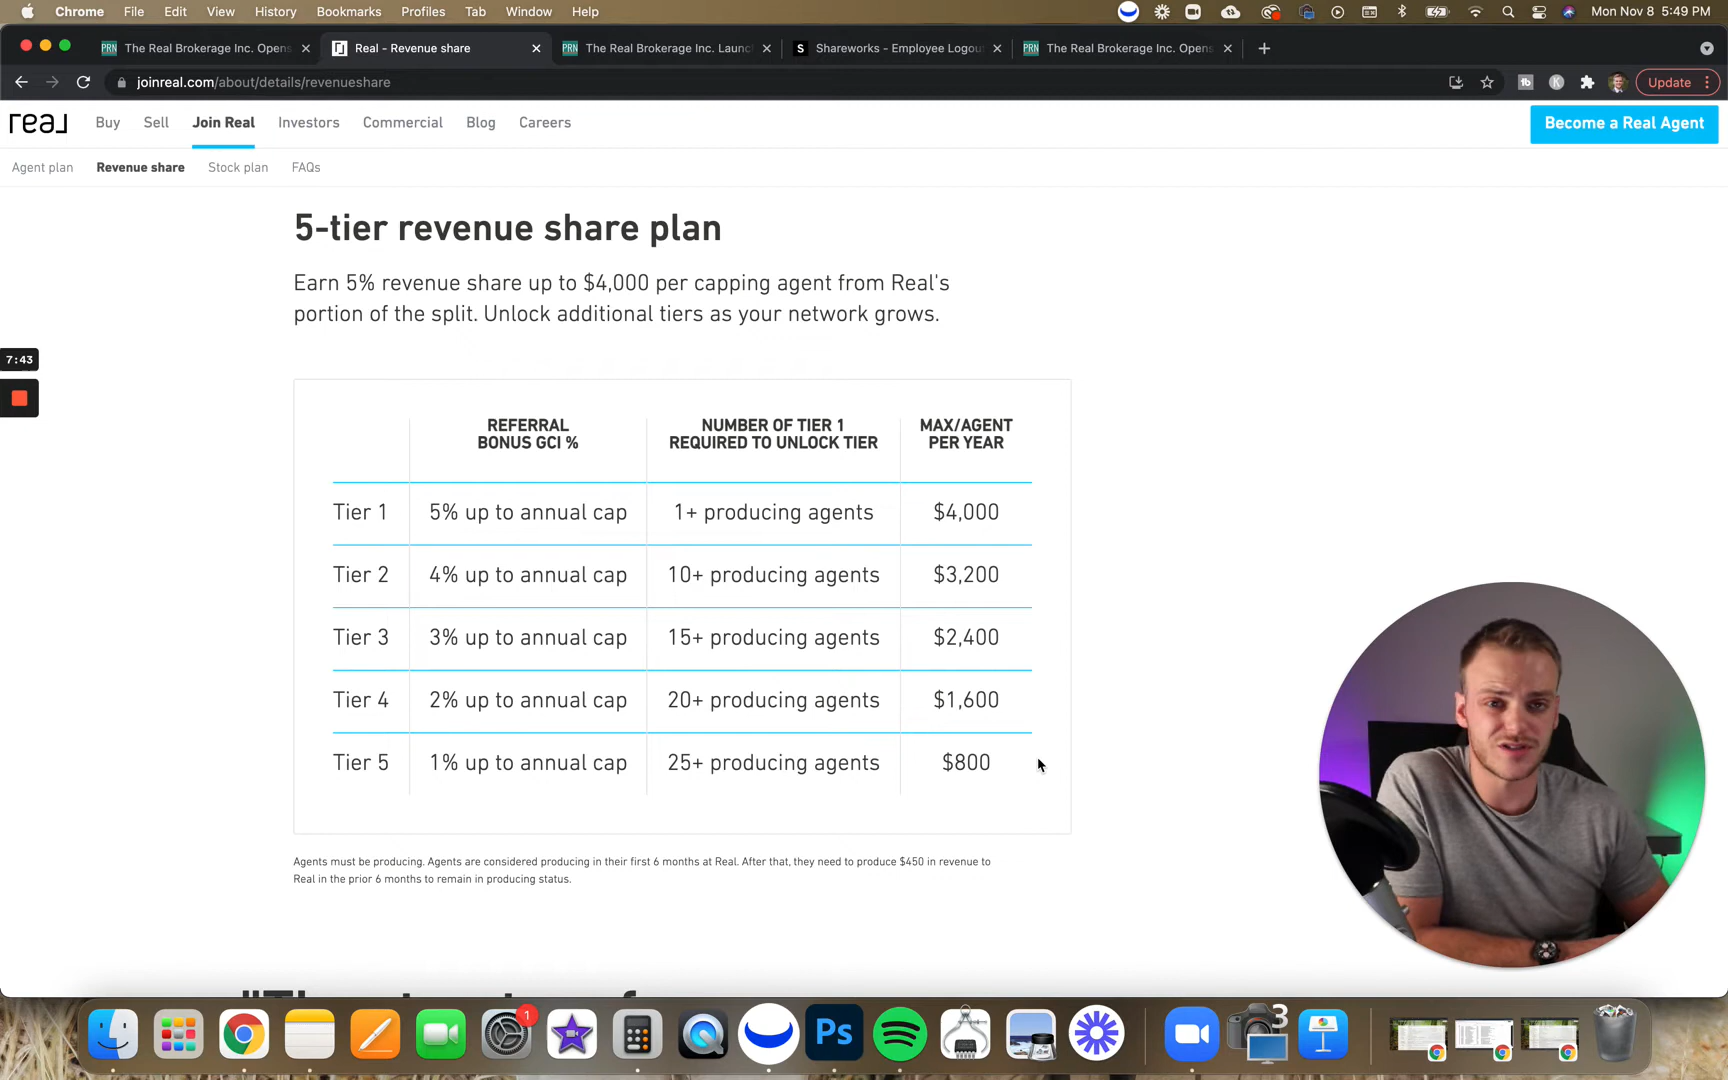 Chrome File Edit View History Bookmarks Profiles Tab Window Help Mon Nov 8 5:49 PM
PRN The Real Brokerage Inc. Opens Real - Revenue share PRN The Real Brokerage Inc. Launc S Shareworks - Employee Logou PRN The Real Brokerage Inc. Opens
joinreal.com/about/details/revenueshare tb K Update
real Buy Sell Join Real Investors Commercial Blog Careers Become a Real Agent
Agent plan Revenue share Stock plan FAQs
5-tier revenue share plan
Earn 5% revenue share up to $4,000 per capping agent from Real's
portion of the split. Unlock additional tiers as your network grows.
7:43
REFERRAL NUMBER OF TIER 1 MAX/AGENT
BONUS GCI % REQUIRED TO UNLOCK TIER PER YEAR
Tier 1 5% up to annual cap 1+ producing agents $4,000
Tier 2 4% up to annual cap 10+ producing agents $3,200
Tier 3 3% up to annual cap 15+ producing agents $2,400
Tier 4 2% up to annual cap 20+ producing agents $1,600
Tier 5 1% up to annual cap 25+ producing agents $800
Agents must be producing. Agents are considered producing in their first 6 months at Real. After that, they need to produce $450 in revenue to
Real in the prior 6 months to remain in producing status.
1 Ps 3